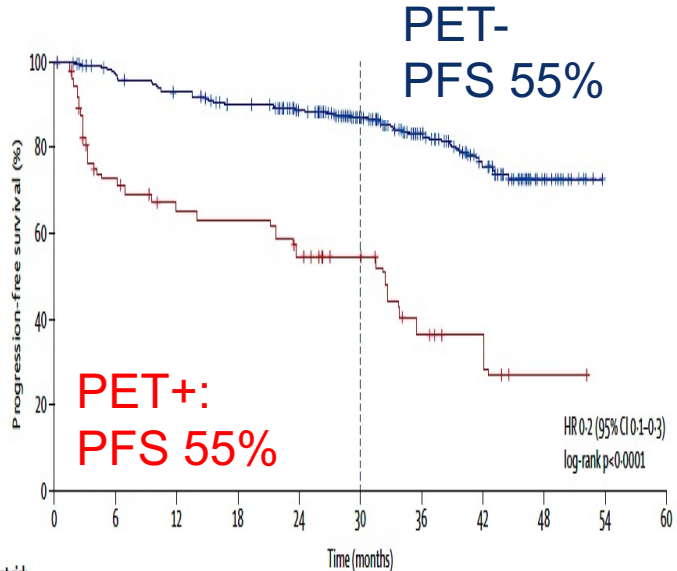 PET-
PFS 55%
100
80
60
40
20
0
Progression-free survival (%)
PET+:
PFS 55%
HR 0·2 (95% CI 0·1–0·3)
log-rank p<0·0001
0 6 12 18 24 30 36 42 48 54 60
Time (months)